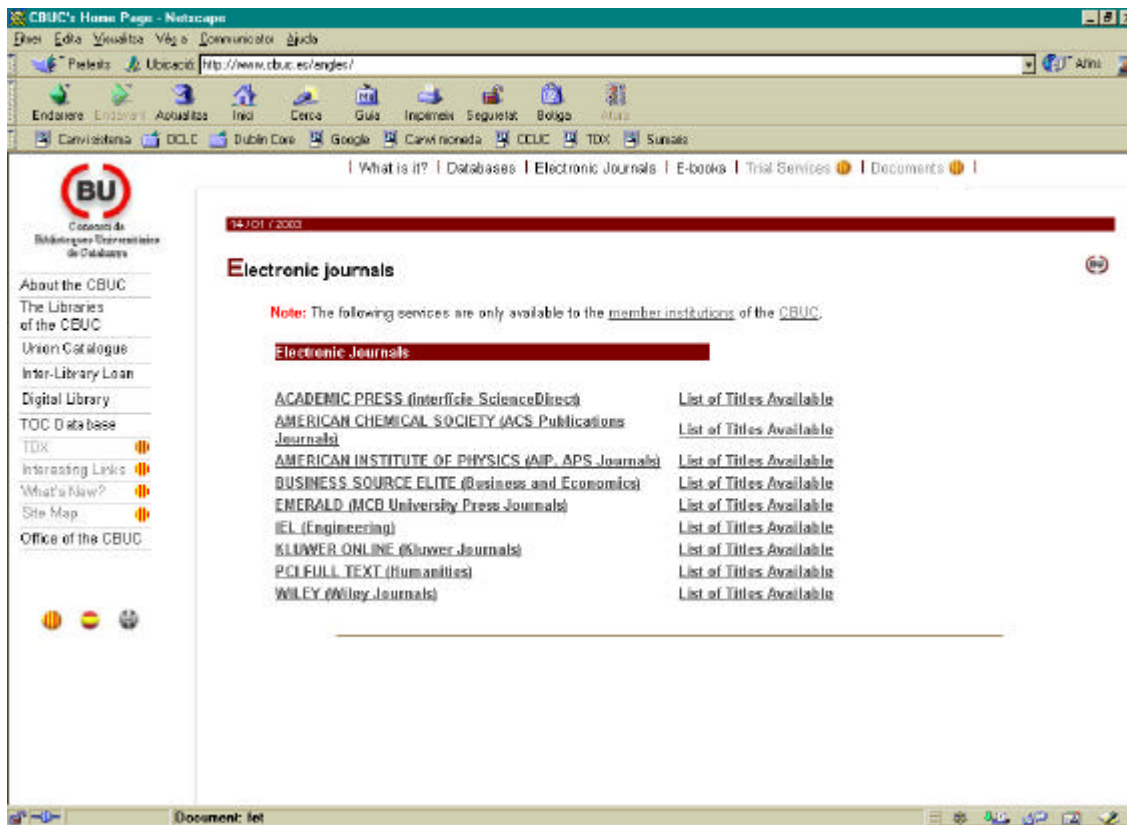 CBUC's Home Page - Netscape
Fitxer Edita Visualitza Vés a Communicator Ajuda
Preferits Ubicació: http://www.cbuc.es/angles/ Afins
Endarrere Endavant Actualitza Inici Cerca Guia Imprimeix Seguretat Botiga Atura
Canvi sistema OCLC Dublin Core Google Canvi moneda CCUC TDX Sumaris
| What is it? | Databases | Electronic Journals | E-books | Trial Services | Documents |
BU
Consorci de
Biblioteques Universitàries
de Catalunya
14 / 01 / 2003
Electronic journals
BU
About the CBUC
The Libraries
of the CBUC
Union Catalogue
Inter-Library Loan
Digital Library
TOC Database
TDX
Interesting Links
What's New?
Site Map
Office of the CBUC
Note: The following services are only available to the member institutions of the CBUC.
Electronic Journals
ACADEMIC PRESS (interfície ScienceDirect) List of Titles Available
AMERICAN CHEMICAL SOCIETY (ACS Publications
Journals) List of Titles Available
AMERICAN INSTITUTE OF PHYSICS (AIP, APS Journals) List of Titles Available
BUSINESS SOURCE ELITE (Business and Economics) List of Titles Available
EMERALD (MCB University Press Journals) List of Titles Available
IEL (Engineering) List of Titles Available
KLUWER ONLINE (Kluwer Journals) List of Titles Available
PCI FULL TEXT (Humanities) List of Titles Available
WILEY (Wiley Journals) List of Titles Available
Document: fet